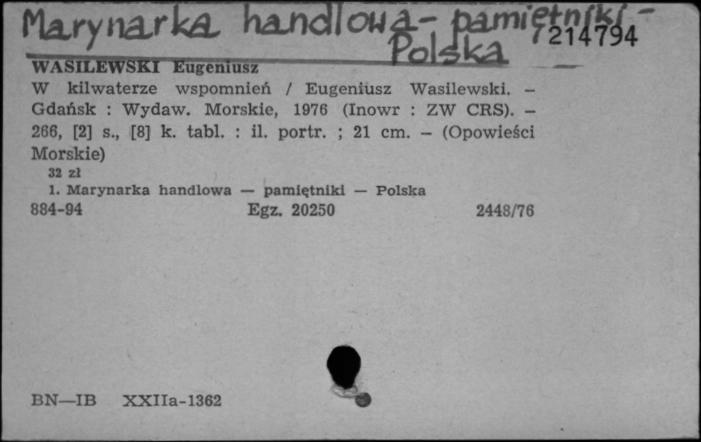 Marynarka handlowa - pamiętniki -
Polska
7214794
WASILEWSKI Eugeniusz
W kilwaterze wspomnień / Eugeniusz Wasilewski. –
Gdańsk : Wydaw. Morskie, 1976 (Inowr : ZW CRS). –
266, [2] s., [8] k. tabl. : il. portr. ; 21 cm. – (Opowieści
Morskie)
32 zł
1. Marynarka handlowa — pamiętniki — Polska
884-94 Egz. 20250 2448/76
BN—IB XXIIa-1362